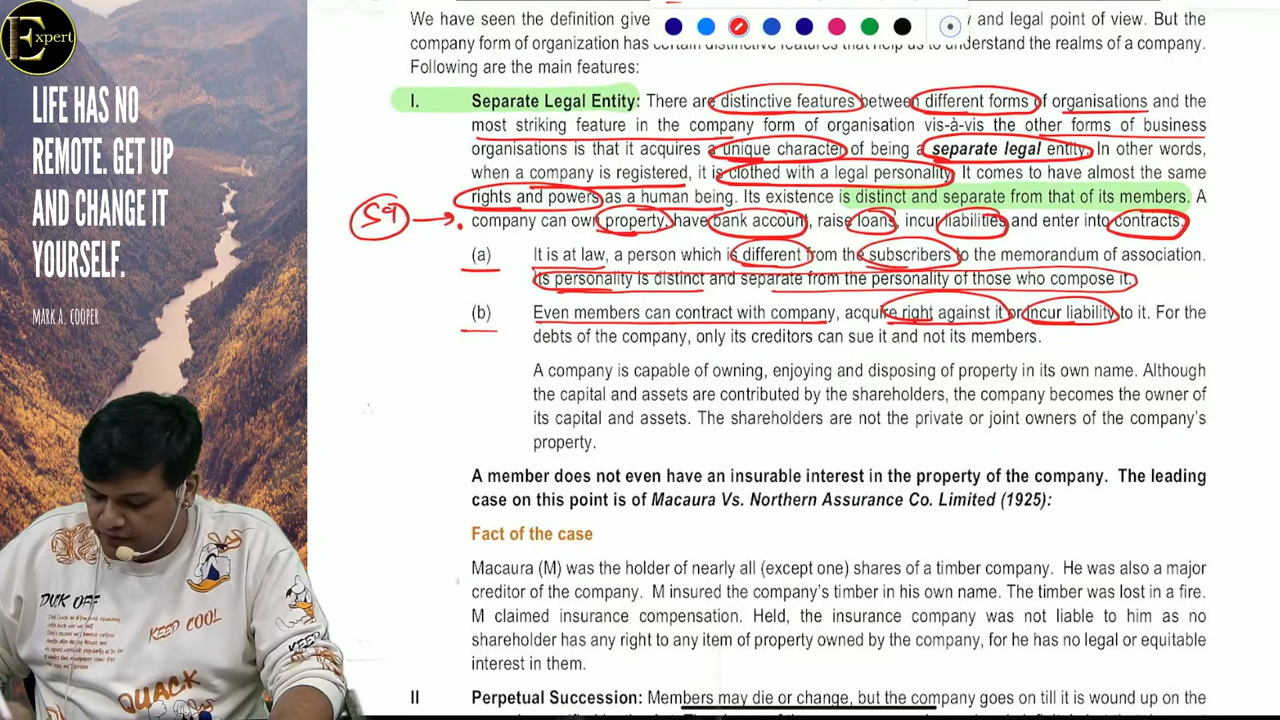 Expert
LIFE HAS NO
REMOTE. GET UP
AND CHANGE IT
YOURSELF.
MARK A. COOPER
We have seen the definition give
y and legal point of view. But the
company form of organization has certain distinctive features that help us to understand the realms of a company.
Following are the main features:
I. Separate Legal Entity: There are distinctive features between different forms of organisations and the
most striking feature in the company form of organisation vis-à-vis the other forms of business
organisations is that it acquires a unique character of being a separate legal entity. In other words,
when a company is registered, it is clothed with a legal personality. It comes to have almost the same
rights and powers as a human being. Its existence is distinct and separate from that of its members. A
company can own property, have bank account, raise loans, incur liabilities and enter into contracts.
(a) It is at law, a person which is different from the subscribers to the memorandum of association.
Its personality is distinct and separate from the personality of those who compose it.
(b) Even members can contract with company, acquire right against it or incur liability to it. For the
debts of the company, only its creditors can sue it and not its members.
A company is capable of owning, enjoying and disposing of property in its own name. Although
the capital and assets are contributed by the shareholders, the company becomes the owner of
its capital and assets. The shareholders are not the private or joint owners of the company's
property.
A member does not even have an insurable interest in the property of the company. The leading
case on this point is of Macaura Vs. Northern Assurance Co. Limited (1925):
Fact of the case
Macaura (M) was the holder of nearly all (except one) shares of a timber company. He was also a major
creditor of the company. M insured the company's timber in his own name. The timber was lost in a fire.
M claimed insurance compensation. Held, the insurance company was not liable to him as no
shareholder has any right to any item of property owned by the company, for he has no legal or equitable
interest in them.
II Perpetual Succession: Members may die or change, but the company goes on till it is wound up on the
DUCK OFF
KEEP COOL
QUACK